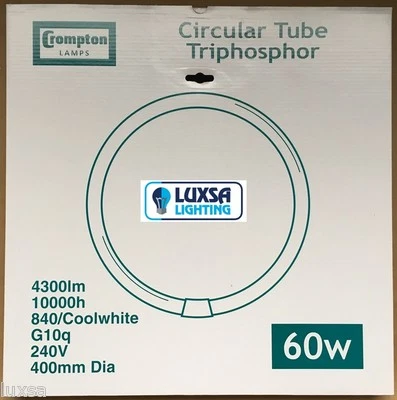 Crompton
LAMPS
Circular Tube
Triphosphor
LUXSA
LIGHTING
4300lm
10000h
840/Coolwhite
G10q
240V
400mm Dia
60w
luxsa